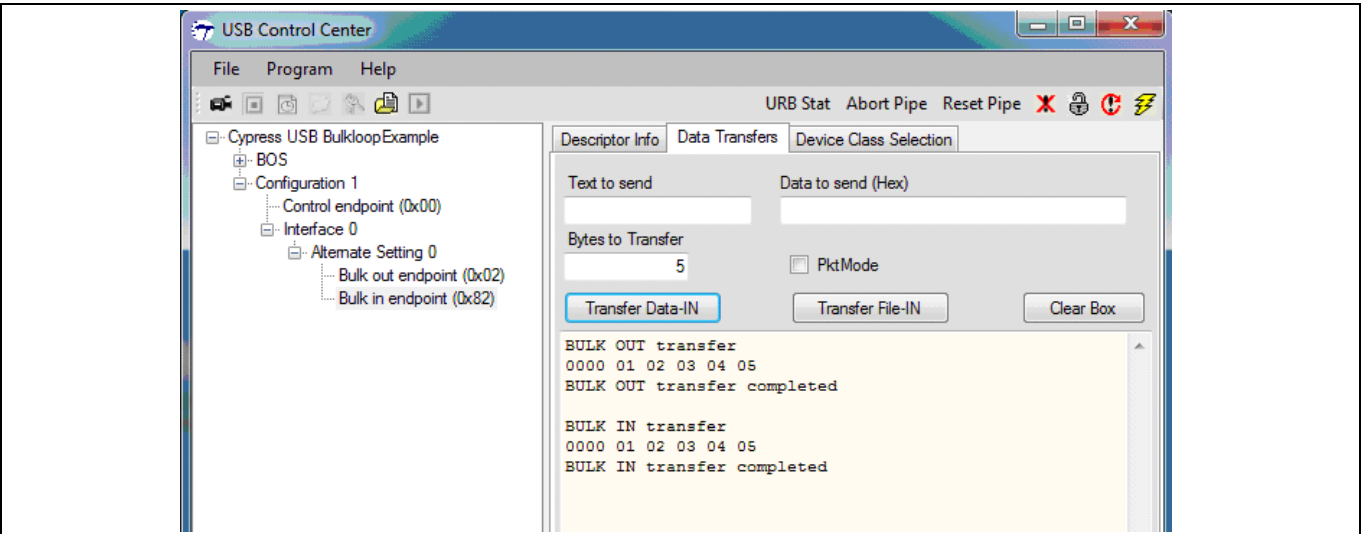 USB Control Center
File Program Help
URB Stat Abort Pipe Reset Pipe
Cypress USB BulkloopExample
BOS
Configuration 1
Control endpoint (0x00)
Interface 0
Alternate Setting 0
Bulk out endpoint (0x02)
Bulk in endpoint (0x82)
Descriptor Info Data Transfers Device Class Selection
Text to send Data to send (Hex)
Bytes to Transfer
5 PktMode
Transfer Data-IN Transfer File-IN Clear Box
BULK OUT transfer
0000 01 02 03 04 05
BULK OUT transfer completed
BULK IN transfer
0000 01 02 03 04 05
BULK IN transfer completed